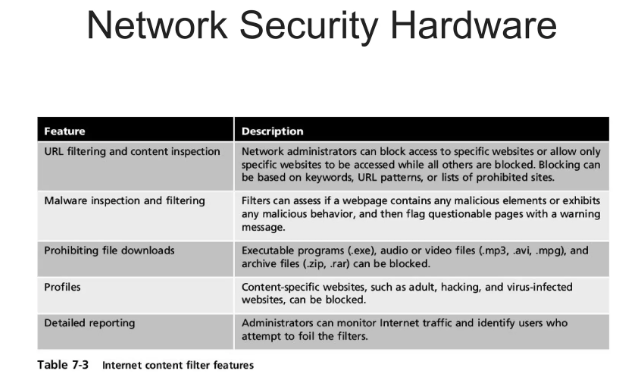 Network Security Hardware
Feature Description
URL filtering and content inspection Network administrators can block access to specific websites or allow only
specific websites to be accessed while all others are blocked. Blocking can
be based on keywords, URL patterns, or lists of prohibited sites.
Malware inspection and filtering Filters can assess if a webpage contains any malicious elements or exhibits
any malicious behavior, and then flag questionable pages with a warning
message.
Prohibiting file downloads Executable programs (.exe), audio or video files (.mp3, .avi, .mpg), and
archive files (.zip, .rar) can be blocked.
Profiles Content-specific websites, such as adult, hacking, and virus-infected
websites, can be blocked.
Detailed reporting Administrators can monitor Internet traffic and identify users who
attempt to foil the filters.
Table 7-3 Internet content filter features